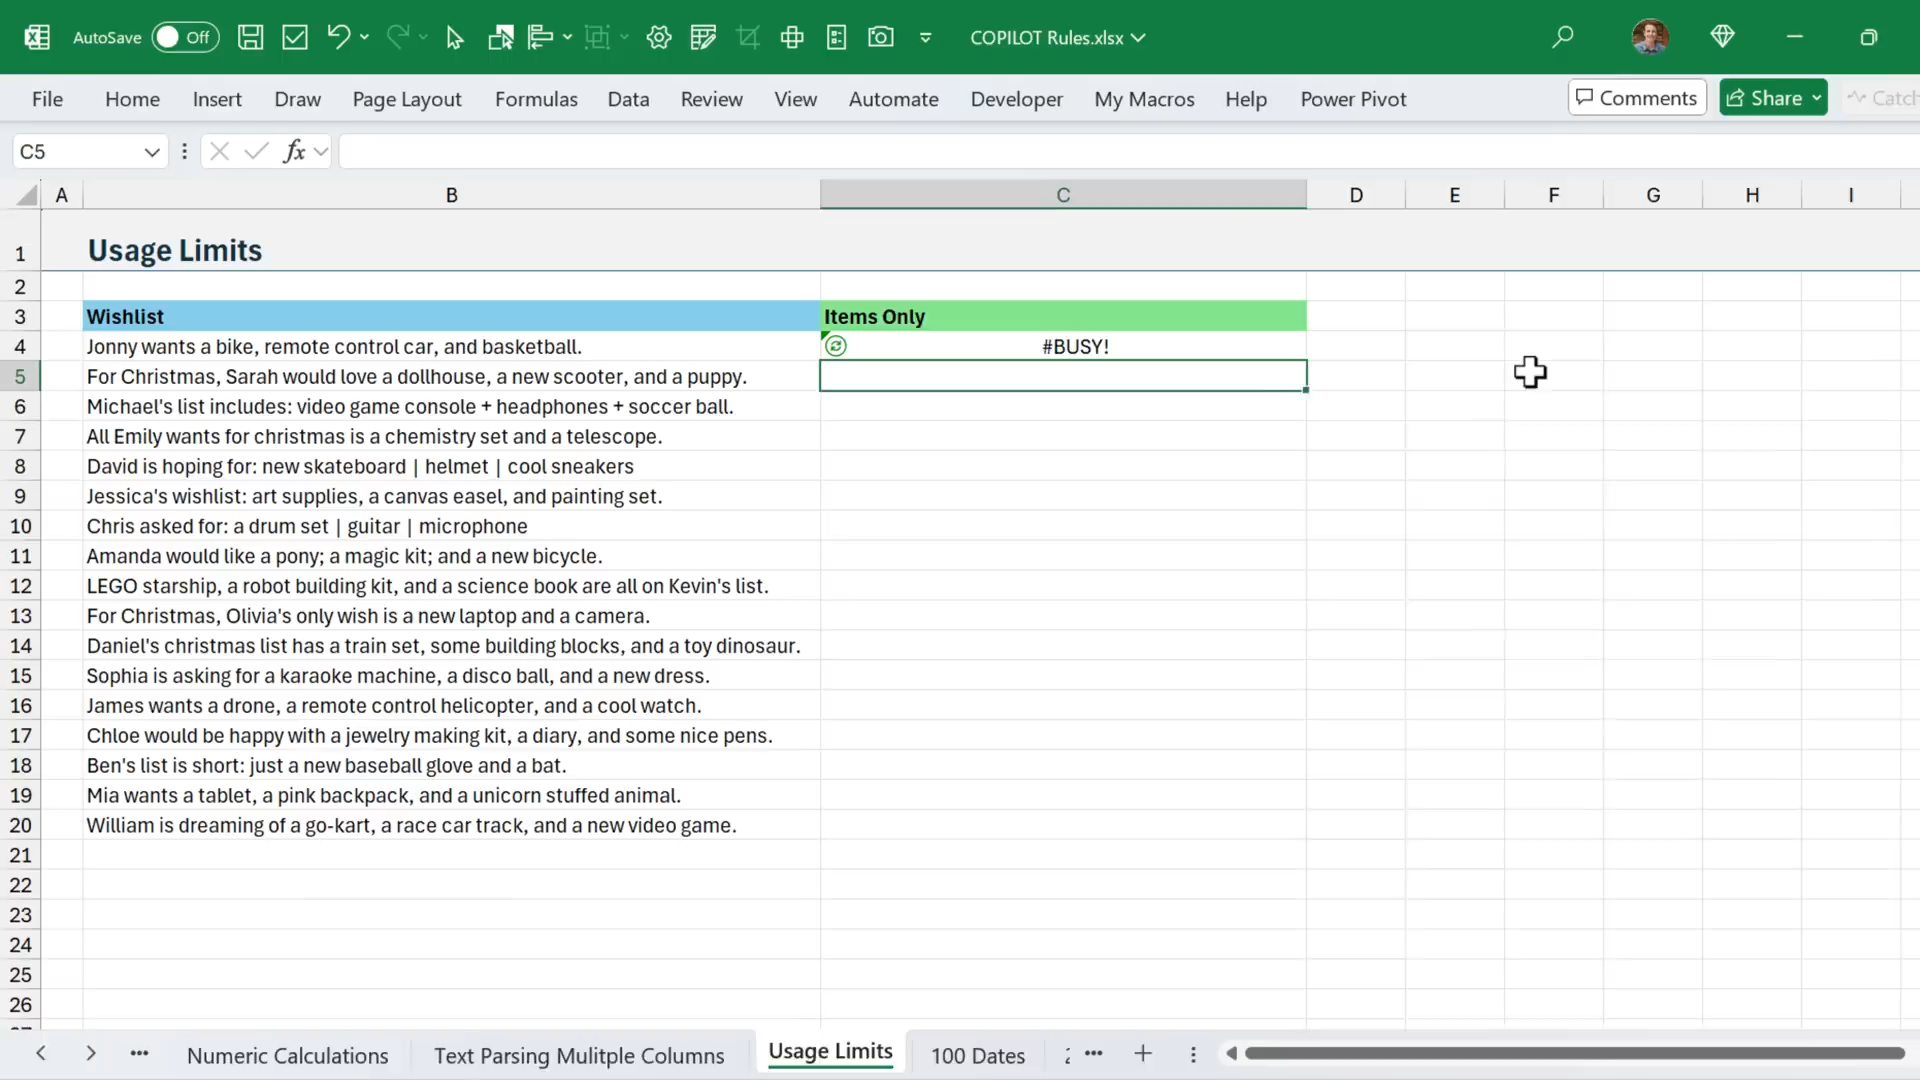 AutoSave Off COPILOT Rules.xlsx
File Home Insert Draw Page Layout Formulas Data Review View Automate Developer My Macros Help Power Pivot Comments Share Catch
C5 fx
A B C D E F G H I
1 Usage Limits
2
3 Wishlist Items Only
4 Jonny wants a bike, remote control car, and basketball. #BUSY!
5 For Christmas, Sarah would love a dollhouse, a new scooter, and a puppy.
6 Michael's list includes: video game console + headphones + soccer ball.
7 All Emily wants for christmas is a chemistry set and a telescope.
8 David is hoping for: new skateboard | helmet | cool sneakers
9 Jessica's wishlist: art supplies, a canvas easel, and painting set.
10 Chris asked for: a drum set | guitar | microphone
11 Amanda would like a pony; a magic kit; and a new bicycle.
12 LEGO starship, a robot building kit, and a science book are all on Kevin's list.
13 For Christmas, Olivia's only wish is a new laptop and a camera.
14 Daniel's christmas list has a train set, some building blocks, and a toy dinosaur.
15 Sophia is asking for a karaoke machine, a disco ball, and a new dress.
16 James wants a drone, a remote control helicopter, and a cool watch.
17 Chloe would be happy with a jewelry making kit, a diary, and some nice pens.
18 Ben's list is short: just a new baseball glove and a bat.
19 Mia wants a tablet, a pink backpack, and a unicorn stuffed animal.
20 William is dreaming of a go-kart, a race car track, and a new video game.
21
22
23
24
25
26
Numeric Calculations Text Parsing Mulitple Columns Usage Limits 100 Dates